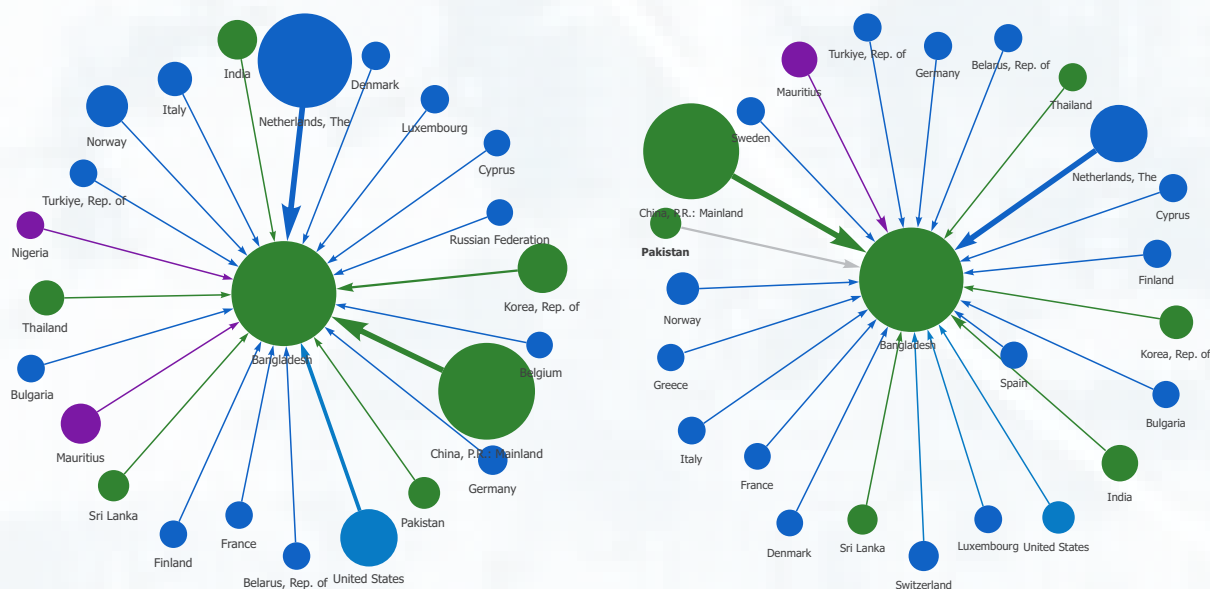 India
Denmark
Italy
Netherlands, The
Luxembourg
Norway
Cyprus
Turkiye, Rep. of
Russian Federation
Nigeria
Korea, Rep. of
Thailand
Bangladesh
Belgium
Bulgaria
China, P.R.: Mainland
Mauritius
Germany
Sri Lanka
Pakistan
France
Finland
Belarus, Rep. of
United States
Turkiye, Rep. of
Belarus, Rep. of
Germany
Mauritius
Thailand
Sweden
Netherlands, The
China, P.R.: Mainland
Cyprus
Pakistan
Finland
Norway
Bangladesh
Korea, Rep. of
Greece
Spain
Bulgaria
Italy
France
India
Denmark
Sri Lanka
Luxembourg
United States
Switzerland